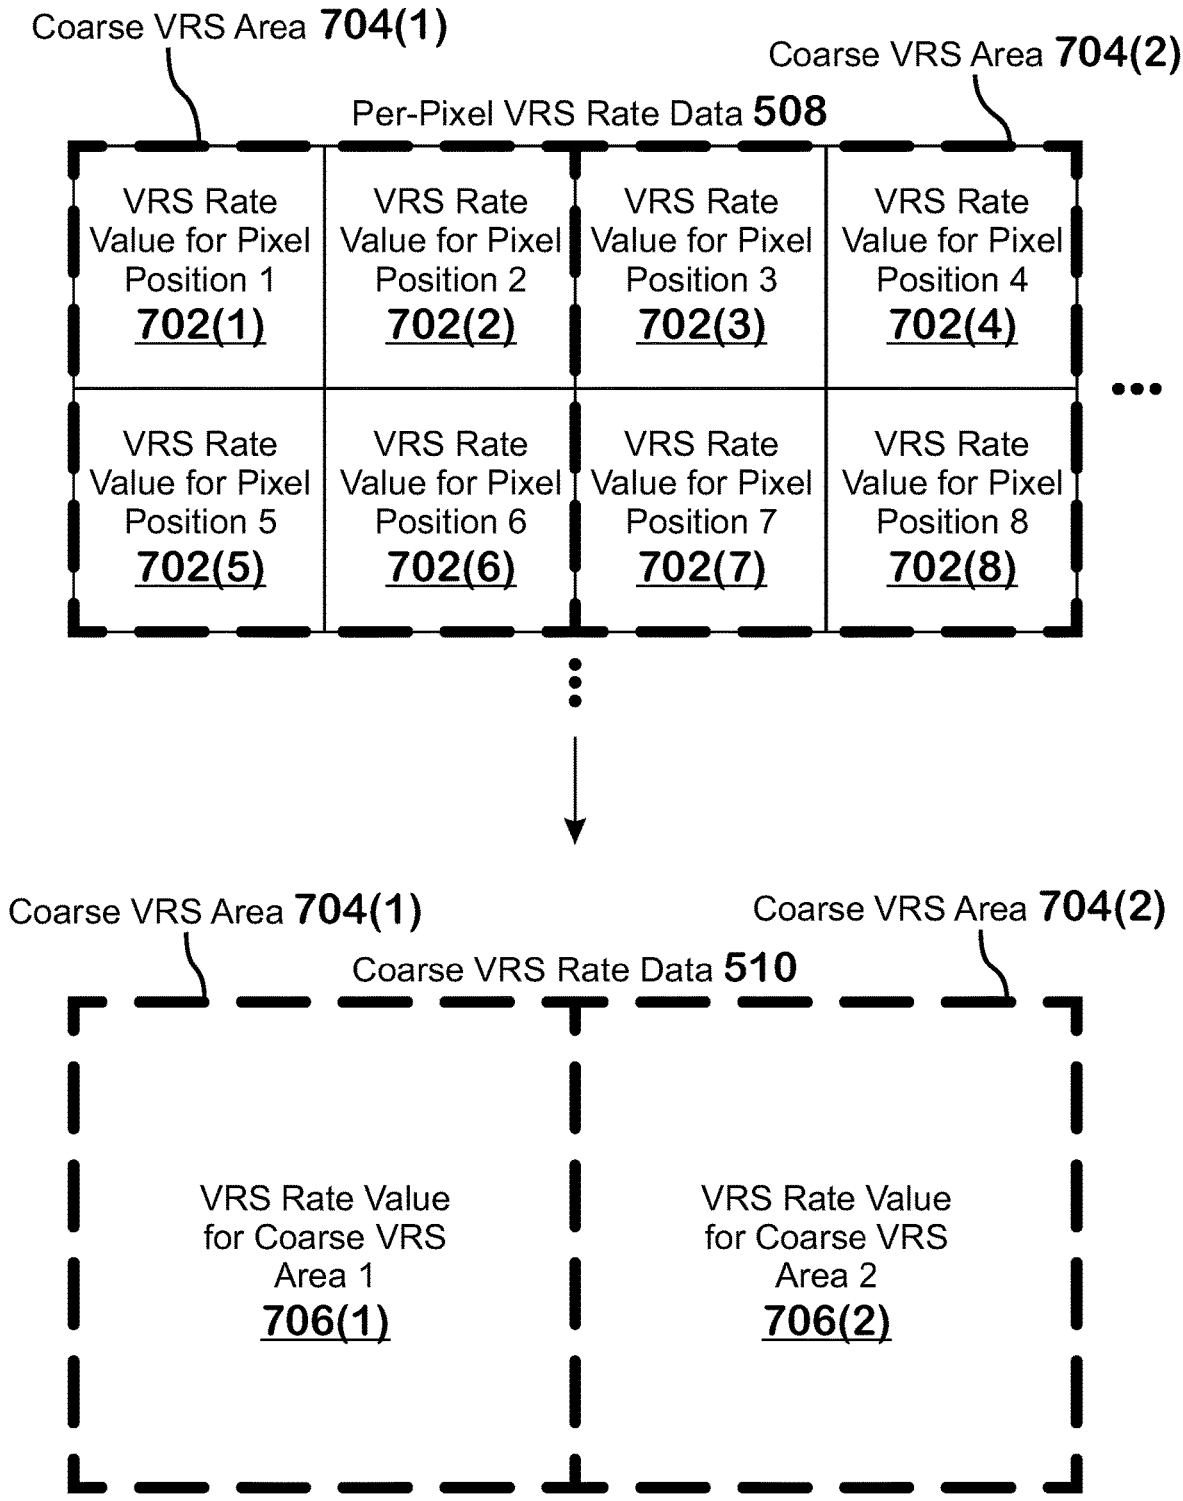 Coarse VRS Area 704(1)
Coarse VRS Area 704(2)
Per-Pixel VRS Rate Data 508
VRS Rate
Value for Pixel
Position 1
702(1)
VRS Rate
Value for Pixel
Position 2
702(2)
VRS Rate
Value for Pixel
Position 3
702(3)
VRS Rate
Value for Pixel
Position 4
702(4)
VRS Rate
Value for Pixel
Position 5
702(5)
VRS Rate
Value for Pixel
Position 6
702(6)
VRS Rate
Value for Pixel
Position 7
702(7)
VRS Rate
Value for Pixel
Position 8
702(8)
Coarse VRS Area 704(1)
Coarse VRS Area 704(2)
Coarse VRS Rate Data 510
VRS Rate Value
for Coarse VRS
Area 1
706(1)
VRS Rate Value
for Coarse VRS
Area 2
706(2)